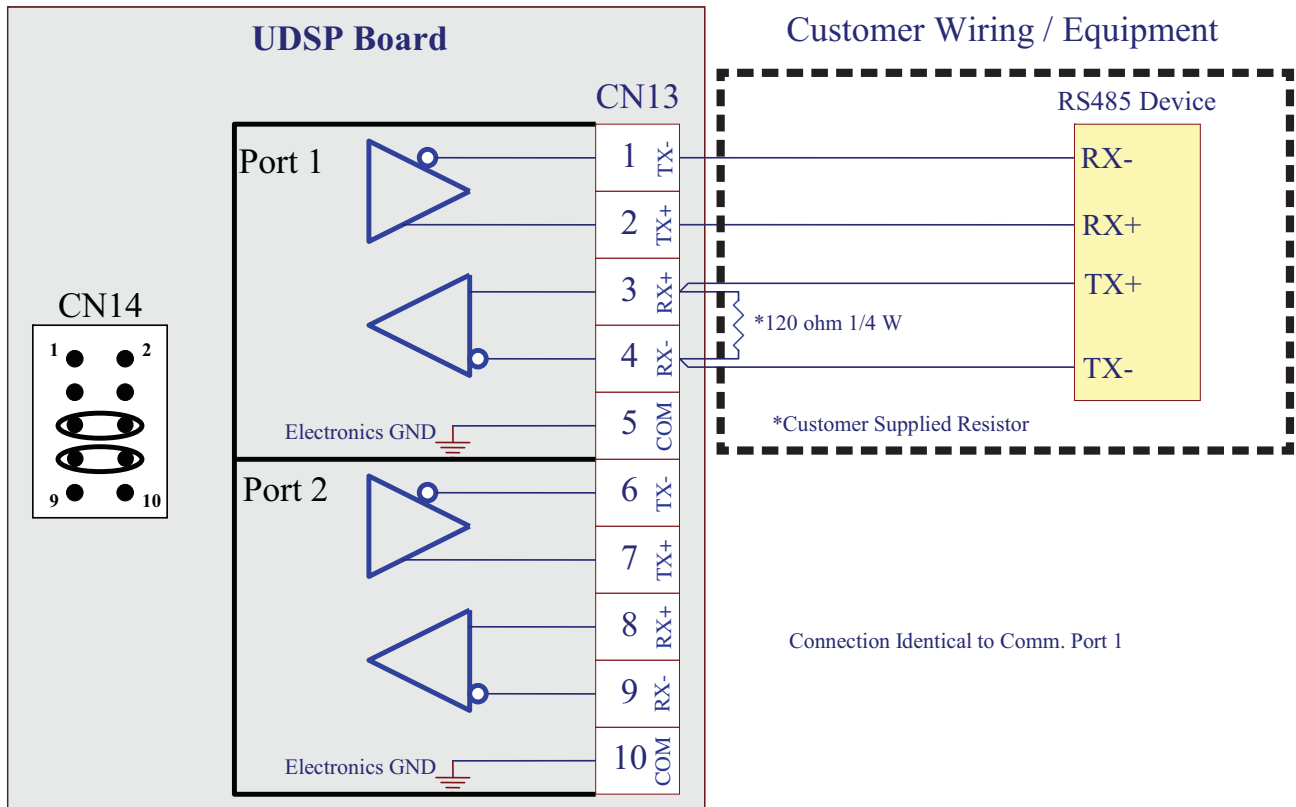 UDSP Board
Customer Wiring / Equipment
CN13
RS485 Device
Port 1
1 TX-
RX-
2 TX+
RX+
3 RX+
TX+
*120 ohm 1/4 W
4 RX-
TX-
5 COM
Electronics GND
*Customer Supplied Resistor
CN14
1
2
9
10
Port 2
6 TX-
7 TX+
8 RX+
9 RX-
10 COM
Electronics GND
Connection Identical to Comm. Port 1